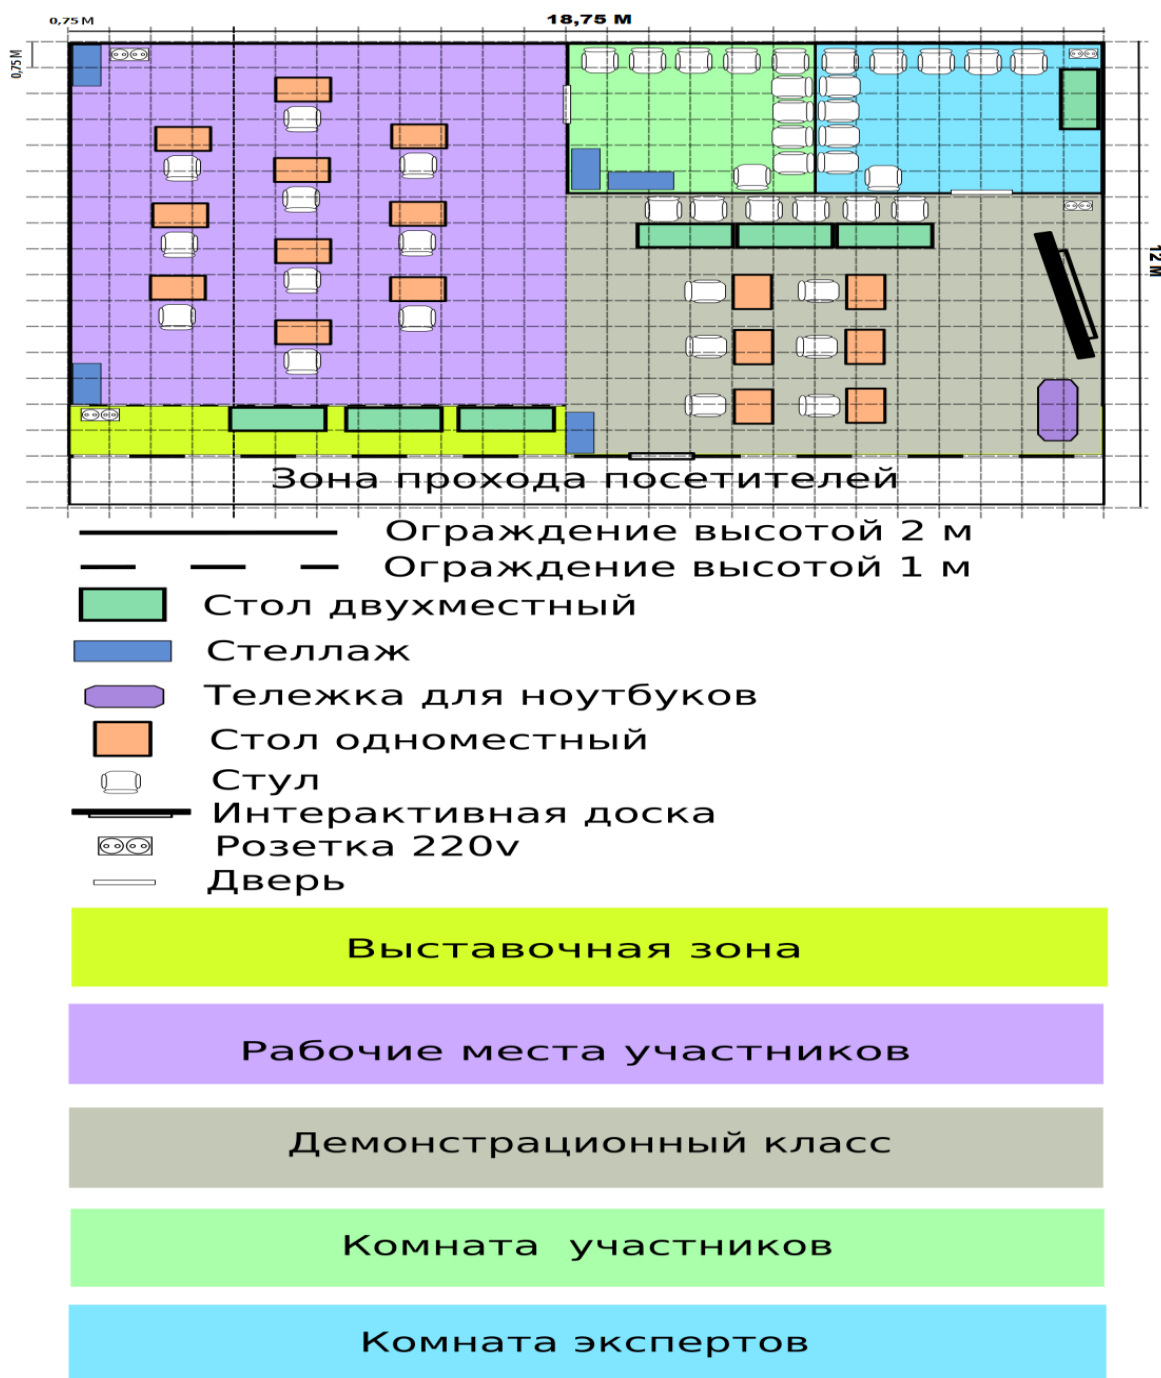 0,75 М
18,75 М
0,75 М
12 М
Зона прохода посетителей
Ограждение высотой 2 м
Ограждение высотой 1 м
Стол двухместный
Стеллаж
Тележка для ноутбуков
Стол одноместный
Стул
Интерактивная доска
Розетка 220v
Дверь
Выставочная зона
Рабочие места участников
Демонстрационный класс
Комната участников
Комната экспертов